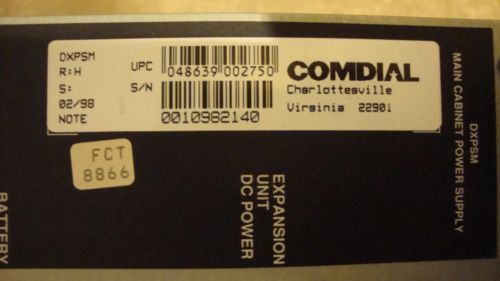 DXPSM
R:H
S:
02/98
NOTE
UPC
048639 002750
S/N
0010982140
COMDIAL
Charlottesville
Virginia 22901
FCT
8866
EXPANSION
UNIT
DC POWER
DXPSM
MAIN CABINET POWER SUPPLY
BATTERY